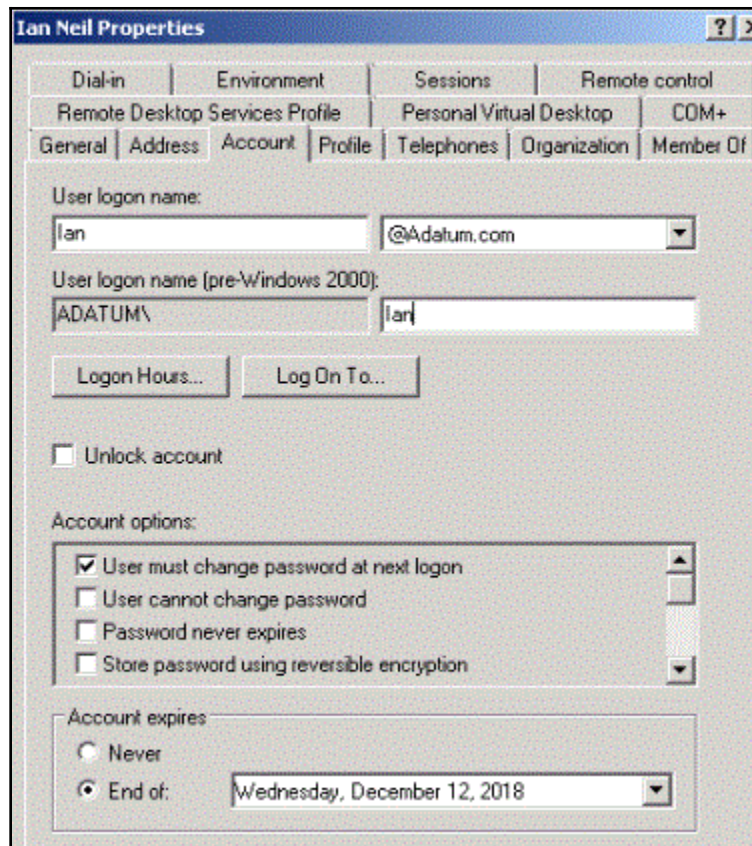 Ian Neil Properties
Dial-in Environment Sessions Remote control
Remote Desktop Services Profile Personal Virtual Desktop COM+
General Address Account Profile Telephones Organization Member Of
User logon name:
Ian @Adatum.com
User logon name (pre-Windows 2000):
ADATUM\ Ian
Logon Hours... Log On To...
Unlock account
Account options:
User must change password at next logon
User cannot change password
Password never expires
Store password using reversible encryption
Account expires
Never
End of: Wednesday, December 12, 2018